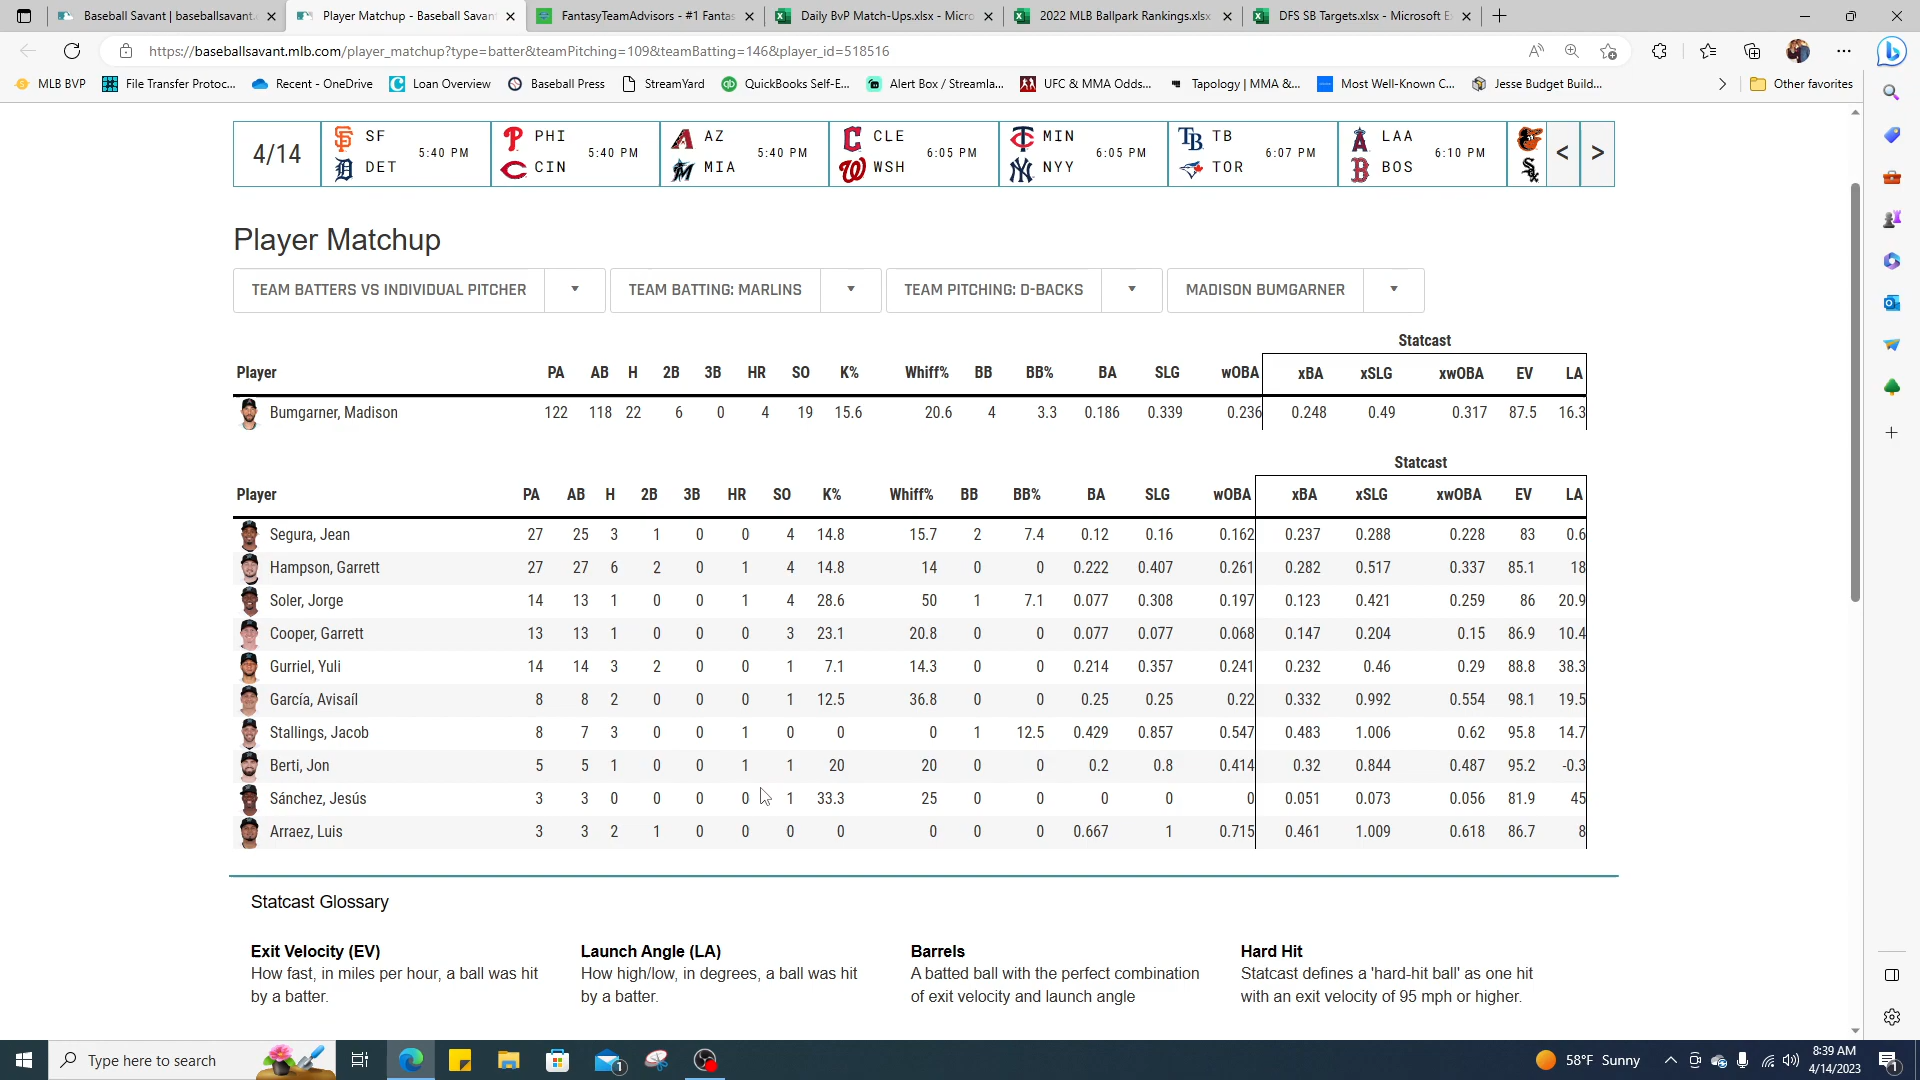 Baseball Savant | baseballsavant.
Player Matchup - Baseball Savant
FantasyTeamAdvisors - #1 Fantas
Daily BvP Match-Ups.xlsx - Micro
2022 MLB Ballpark Rankings.xlsx
DFS SB Targets.xlsx - Microsoft E
https://baseballsavant.mlb.com/player_matchup?type=batter&teamPitching=109&teamBatting=146&player_id=518516
MLB BVP File Transfer Protoc... Recent - OneDrive Loan Overview Baseball Press StreamYard QuickBooks Self-E... Alert Box / Streamla... UFC & MMA Odds... Tapology | MMA &... Most Well-Known C... Jesse Budget Build... Other favorites
4/14
SF
DET
5:40 PM
PHI
CIN
5:40 PM
AZ
MIA
5:40 PM
CLE
WSH
6:05 PM
MIN
NYY
6:05 PM
TB
TOR
6:07 PM
LAA
BOS
6:10 PM
< >
Player Matchup
TEAM BATTERS VS INDIVIDUAL PITCHER TEAM BATTING: MARLINS TEAM PITCHING: D-BACKS MADISON BUMGARNER
Statcast
Player PA AB H 2B 3B HR SO K% Whiff% BB BB% BA SLG wOBA xBA xSLG xwOBA EV LA
Bumgarner, Madison 122 118 22 6 0 4 19 15.6 20.6 4 3.3 0.186 0.339 0.236 0.248 0.49 0.317 87.5 16.3
Statcast
Player PA AB H 2B 3B HR SO K% Whiff% BB BB% BA SLG wOBA xBA xSLG xwOBA EV LA
Segura, Jean 27 25 3 1 0 0 4 14.8 15.7 2 7.4 0.12 0.16 0.162 0.237 0.288 0.228 83 0.6
Hampson, Garrett 27 27 6 2 0 1 4 14.8 14 0 0 0.222 0.407 0.261 0.282 0.517 0.337 85.1 18
Soler, Jorge 14 13 1 0 0 1 4 28.6 50 1 7.1 0.077 0.308 0.197 0.123 0.421 0.259 86 20.9
Cooper, Garrett 13 13 1 0 0 0 3 23.1 20.8 0 0 0.077 0.077 0.068 0.147 0.204 0.15 86.9 10.4
Gurriel, Yuli 14 14 3 2 0 0 1 7.1 14.3 0 0 0.214 0.357 0.241 0.232 0.46 0.29 88.8 38.3
García, Avisaíl 8 8 2 0 0 0 1 12.5 36.8 0 0 0.25 0.25 0.22 0.332 0.992 0.554 98.1 19.5
Stallings, Jacob 8 7 3 0 0 1 0 0 0 1 12.5 0.429 0.857 0.547 0.483 1.006 0.62 95.8 14.7
Berti, Jon 5 5 1 0 0 1 1 20 20 0 0 0.2 0.8 0.414 0.32 0.844 0.487 95.2 -0.3
Sánchez, Jesús 3 3 0 0 0 0 1 33.3 25 0 0 0 0 0 0.051 0.073 0.056 81.9 45
Arraez, Luis 3 3 2 1 0 0 0 0 0 0 0 0.667 1 0.715 0.461 1.009 0.618 86.7 8
Statcast Glossary
Exit Velocity (EV)
How fast, in miles per hour, a ball was hit
by a batter.
Launch Angle (LA)
How high/low, in degrees, a ball was hit
by a batter.
Barrels
A batted ball with the perfect combination
of exit velocity and launch angle
Hard Hit
Statcast defines a 'hard-hit ball' as one hit
with an exit velocity of 95 mph or higher.
Type here to search
58°F Sunny
8:39 AM
4/14/2023